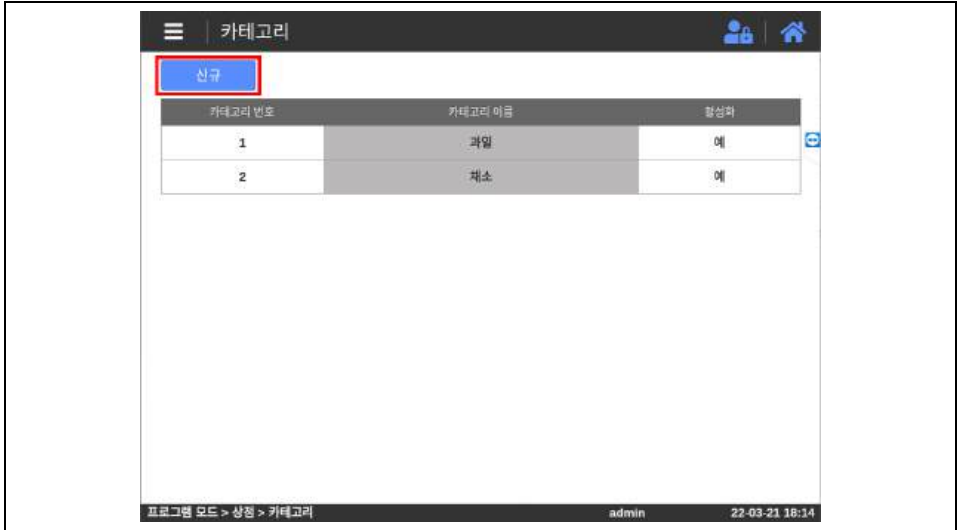 카테고리
신규
카테고리 번호 카테고리 이름 활성화
1 과일 예
2 채소 예
프로그램 모드 > 상점 > 카테고리 admin 22-03-21 18:14